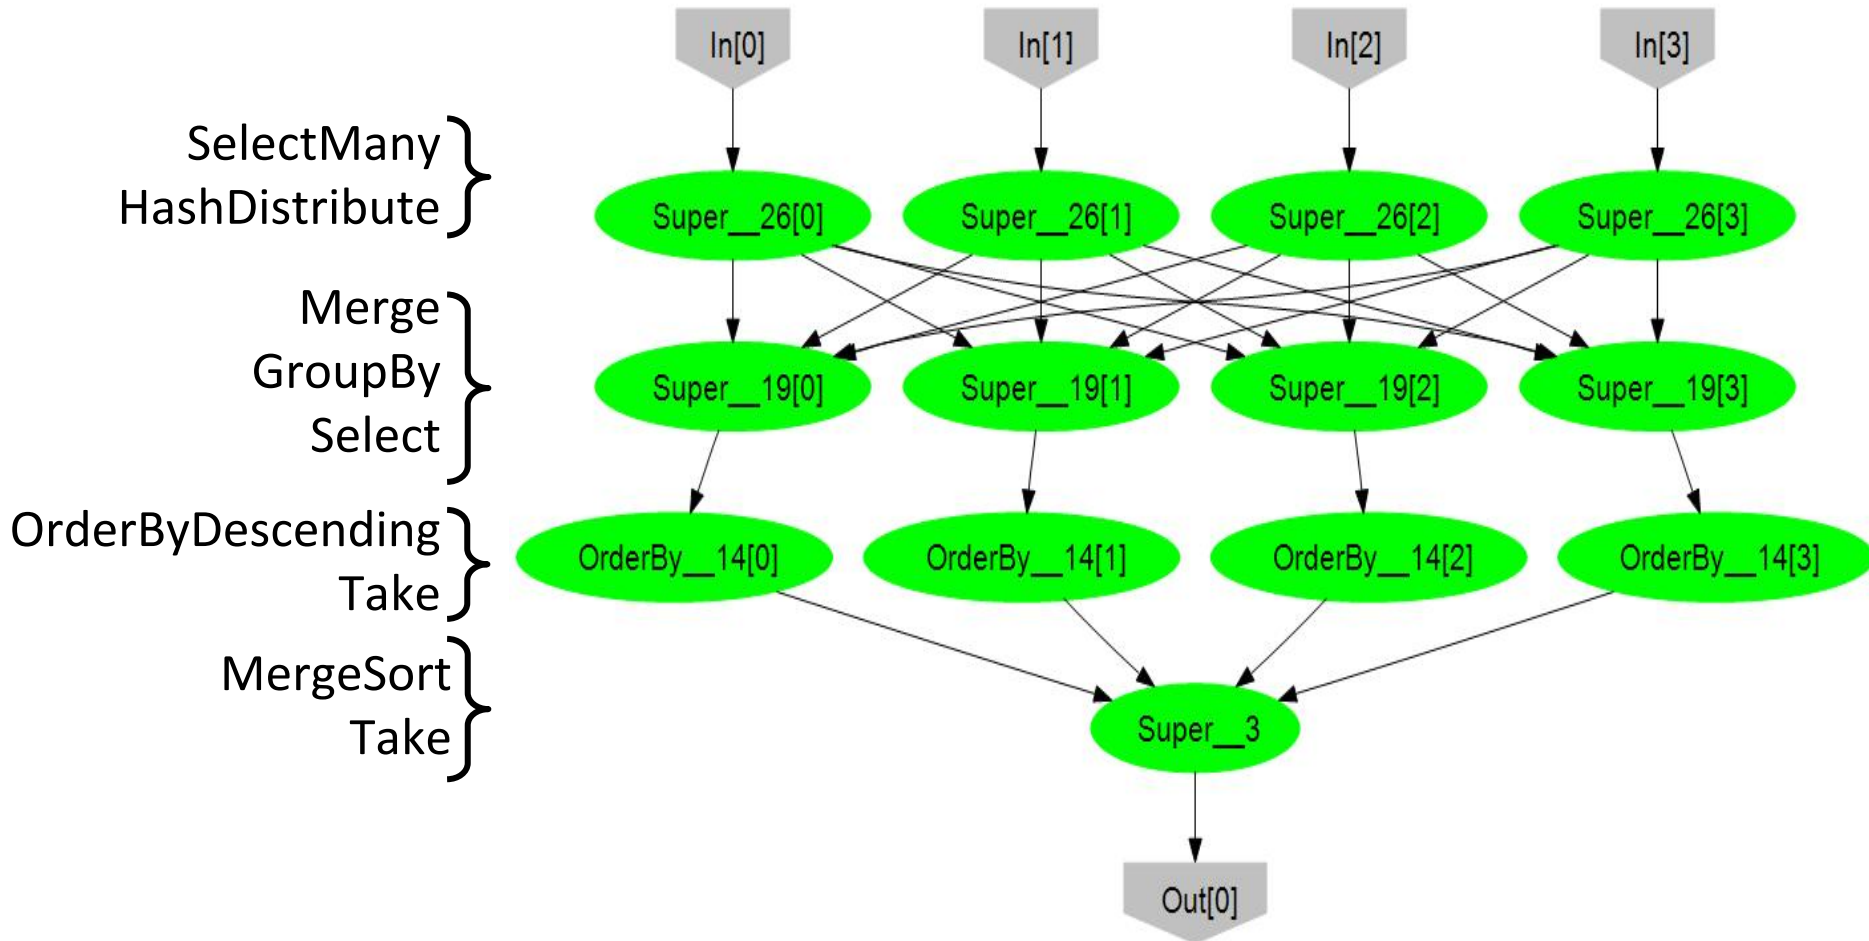 In[0] In[1] In[2] In[3]
SelectMany
HashDistribute
Super__26[0] Super__26[1] Super__26[2] Super__26[3]
Merge
GroupBy
Select
Super__19[0] Super__19[1] Super__19[2] Super__19[3]
OrderByDescending
Take
OrderBy__14[0] OrderBy__14[1] OrderBy__14[2] OrderBy__14[3]
MergeSort
Take
Super__3
Out[0]